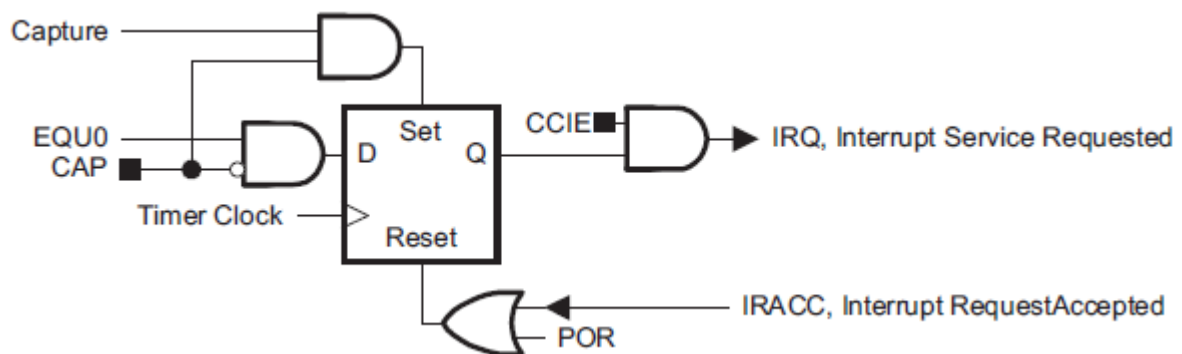 Capture
EQU0
CAP
Timer Clock
Set
D
Q
Reset
CCIE
IRQ, Interrupt Service Requested
IRACC, Interrupt RequestAccepted
POR